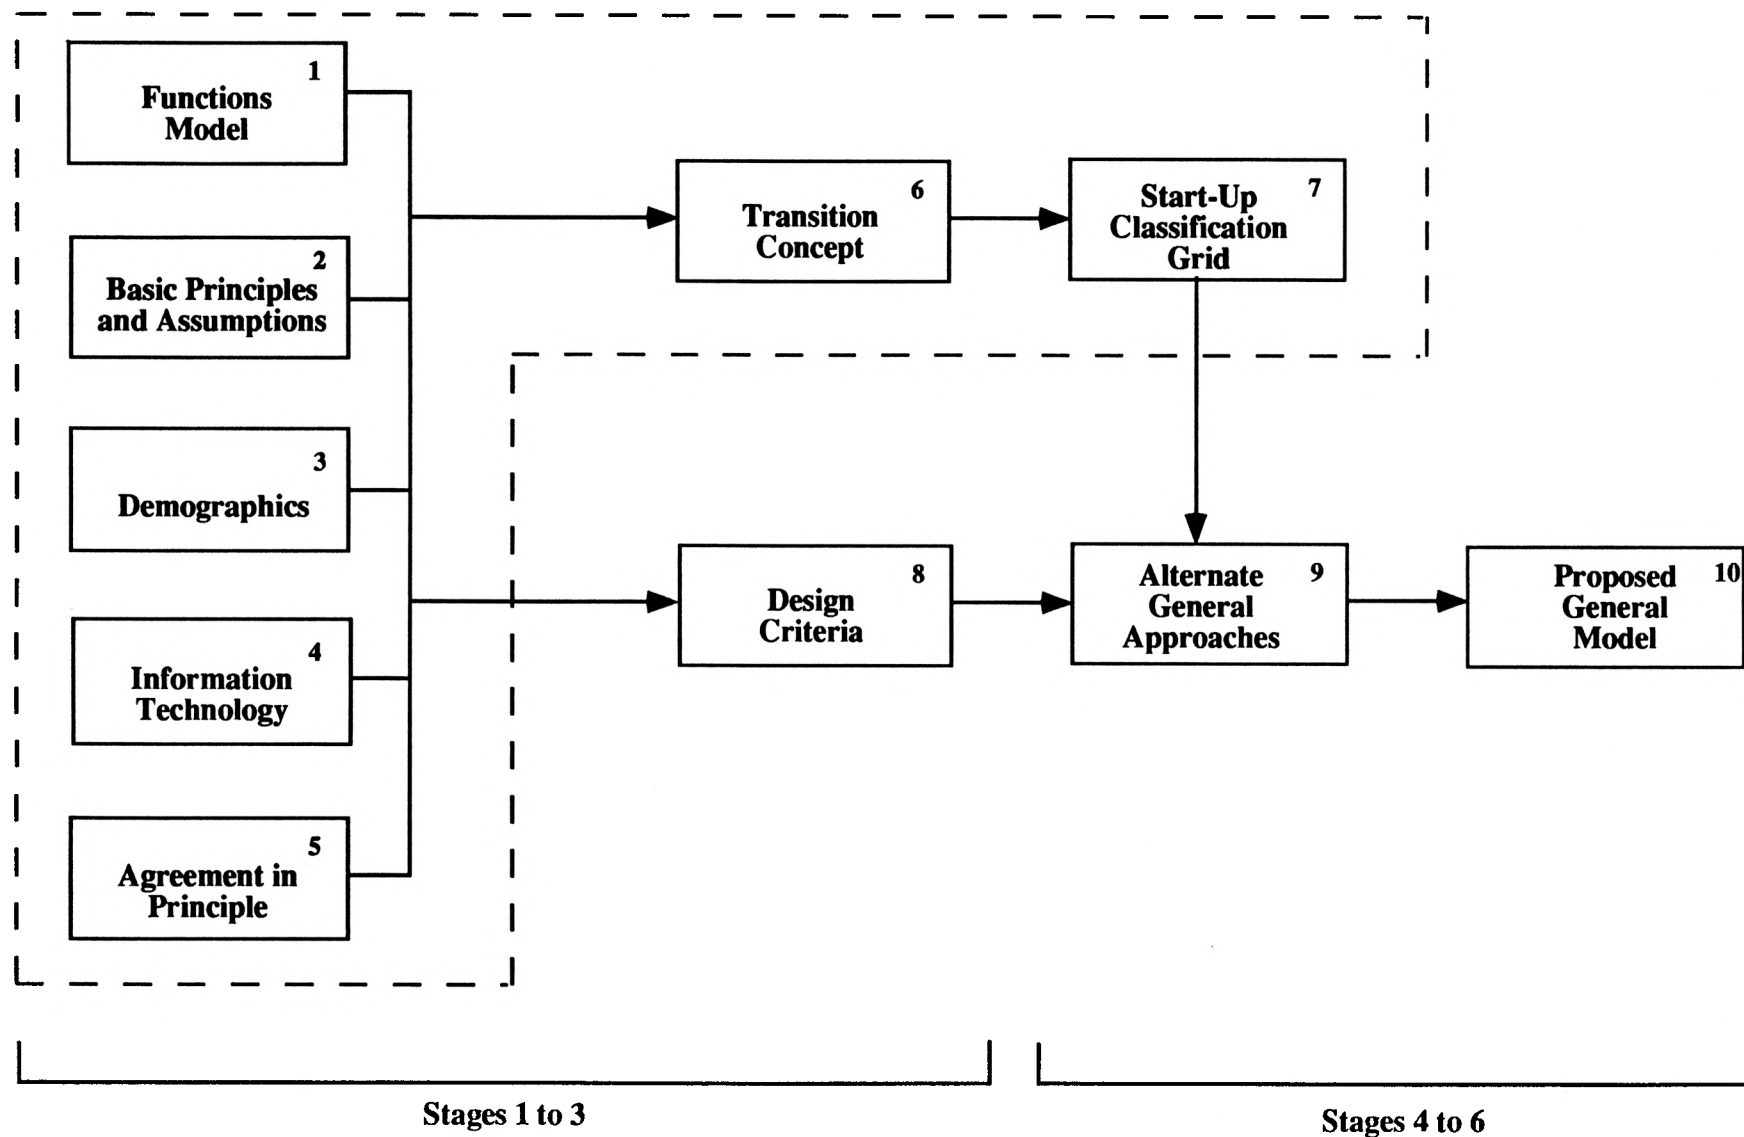 1
Functions
Model
2
Basic Principles
and Assumptions
3
Demographics
4
Information
Technology
5
Agreement in
Principle
6
Transition
Concept
7
Start-Up
Classification
Grid
8
Design
Criteria
9
Alternate
General
Approaches
10
Proposed
General
Model
Stages 1 to 3
Stages 4 to 6